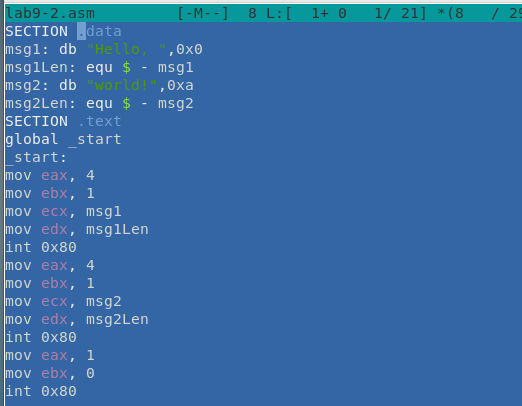 lab9-2.asm [-M--] 8 L:[ 1+ 0 1/ 21] *(8 / 29
SECTION .data
msg1: db "Hello, ",0x0
msg1Len: equ $ - msg1
msg2: db "world!",0xa
msg2Len: equ $ - msg2
SECTION .text
global _start
_start:
mov eax, 4
mov ebx, 1
mov ecx, msg1
mov edx, msg1Len
int 0x80
mov eax, 4
mov ebx, 1
mov ecx, msg2
mov edx, msg2Len
int 0x80
mov eax, 1
mov ebx, 0
int 0x80